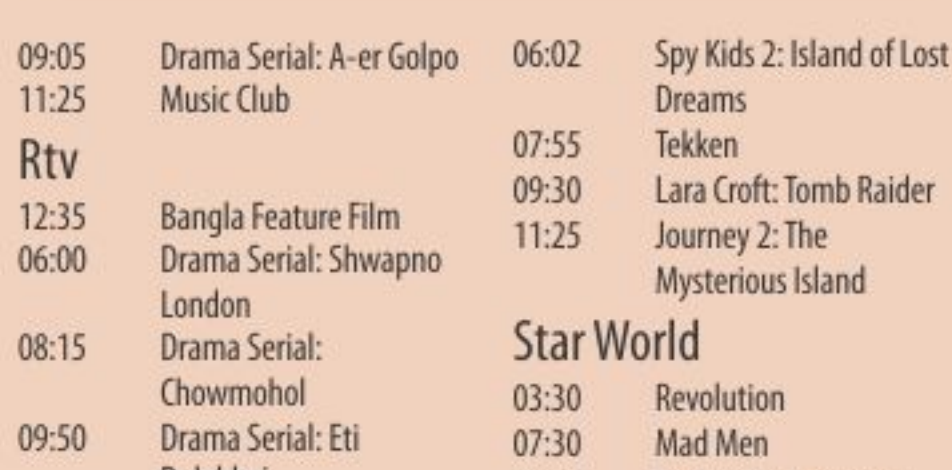 09:05 Drama Serial: A-er Golpo
11:25 Music Club
Rtv
12:35 Bangla Feature Film
06:00 Drama Serial: Shwapno
London
08:15 Drama Serial:
Chowmohol
09:50 Drama Serial: Eti
06:02 Spy Kids 2: Island of Lost
Dreams
07:55 Tekken
09:30 Lara Croft: Tomb Raider
11:25 Journey 2: The
Mysterious Island
Star World
03:30 Revolution
07:30 Mad Men